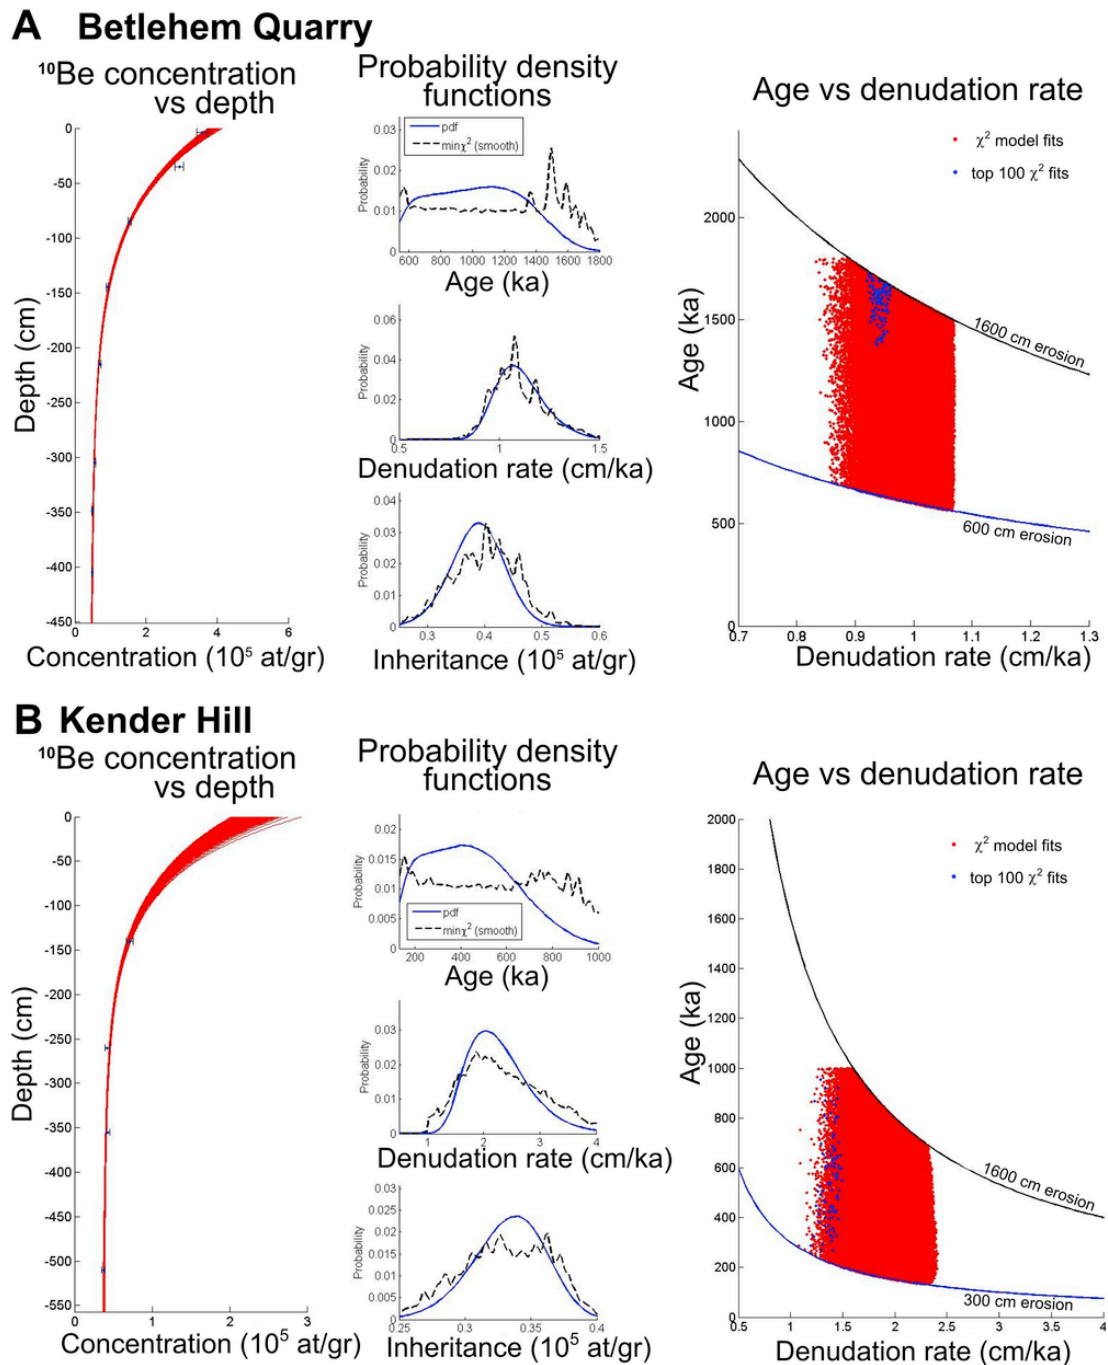 A Betlehem Quarry
¹⁰Be concentration
vs depth
0
-50
-100
-150
-200
-250
-300
-350
-400
-450
Depth (cm)
0 2 4 6
Concentration (10⁵ at/gr)
Probability density
functions
0.03
0.02
0.01
0
Probability
pdf
minχ² (smooth)
600 800 1000 1200 1400 1600 1800
Age (ka)
0.06
0.04
0.02
0
Probability
0.5 1 1.5
Denudation rate (cm/ka)
0.04
0.03
0.02
0.01
0
Probability
0.3 0.4 0.5 0.6
Inheritance (10⁵ at/gr)
Age vs denudation rate
χ² model fits
top 100 χ² fits
2000
1500
1000
500
0
Age (ka)
1600 cm erosion
600 cm erosion
0.7 0.8 0.9 1 1.1 1.2 1.3
Denudation rate (cm/ka)
B Kender Hill
¹⁰Be concentration
vs depth
0
-50
-100
-150
-200
-250
-300
-350
-400
-450
-500
-550
Depth (cm)
0 1 2 3
Concentration (10⁵ at/gr)
Probability density
functions
0.02
0.015
0.01
0.005
0
Probability
pdf
minχ² (smooth)
200 400 600 800 1000
Age (ka)
0.03
0.02
0.01
0
Probability
1 2 3 4
Denudation rate (cm/ka)
0.03
0.025
0.02
0.015
0.01
0.005
0
Probability
0.25 0.3 0.35 0.4
Inheritance (10⁵ at/gr)
Age vs denudation rate
χ² model fits
top 100 χ² fits
2000
1800
1600
1400
1200
1000
800
600
400
200
0
Age (ka)
1600 cm erosion
300 cm erosion
0.5 1 1.5 2 2.5 3 3.5 4
Denudation rate (cm/ka)